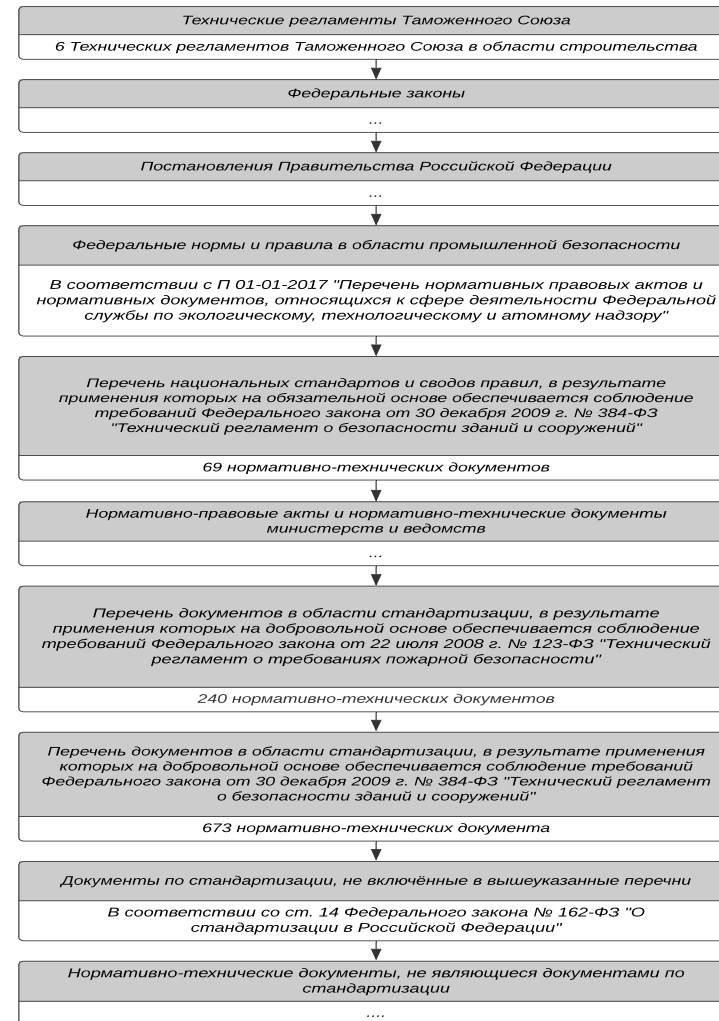 Технические регламенты Таможенного Союза
6 Технических регламентов Таможенного Союза в области строительства
Федеральные законы
...
Постановления Правительства Российской Федерации
...
Федеральные нормы и правила в области промышленной безопасности
В соответствии с П 01-01-2017 "Перечень нормативных правовых актов и
нормативных документов, относящихся к сфере деятельности Федеральной
службы по экологическому, технологическому и атомному надзору"
Перечень национальных стандартов и сводов правил, в результате
применения которых на обязательной основе обеспечивается соблюдение
требований Федерального закона от 30 декабря 2009 г. № 384-ФЗ
"Технический регламент о безопасности зданий и сооружений"
69 нормативно-технических документов
Нормативно-правовые акты и нормативно-технические документы
министерств и ведомств
...
Перечень документов в области стандартизации, в результате
применения которых на добровольной основе обеспечивается соблюдение
требований Федерального закона от 22 июля 2008 г. № 123-ФЗ "Технический
регламент о требованиях пожарной безопасности"
240 нормативно-технических документов
Перечень документов в области стандартизации, в результате применения
которых на добровольной основе обеспечивается соблюдение требований
Федерального закона от 30 декабря 2009 г. № 384-ФЗ "Технический регламент
о безопасности зданий и сооружений"
673 нормативно-технических документа
Документы по стандартизации, не включённые в вышеуказанные перечни
В соответствии со ст. 14 Федерального закона № 162-ФЗ "О
стандартизации в Российской Федерации"
Нормативно-технические документы, не являющиеся документами по
стандартизации
....